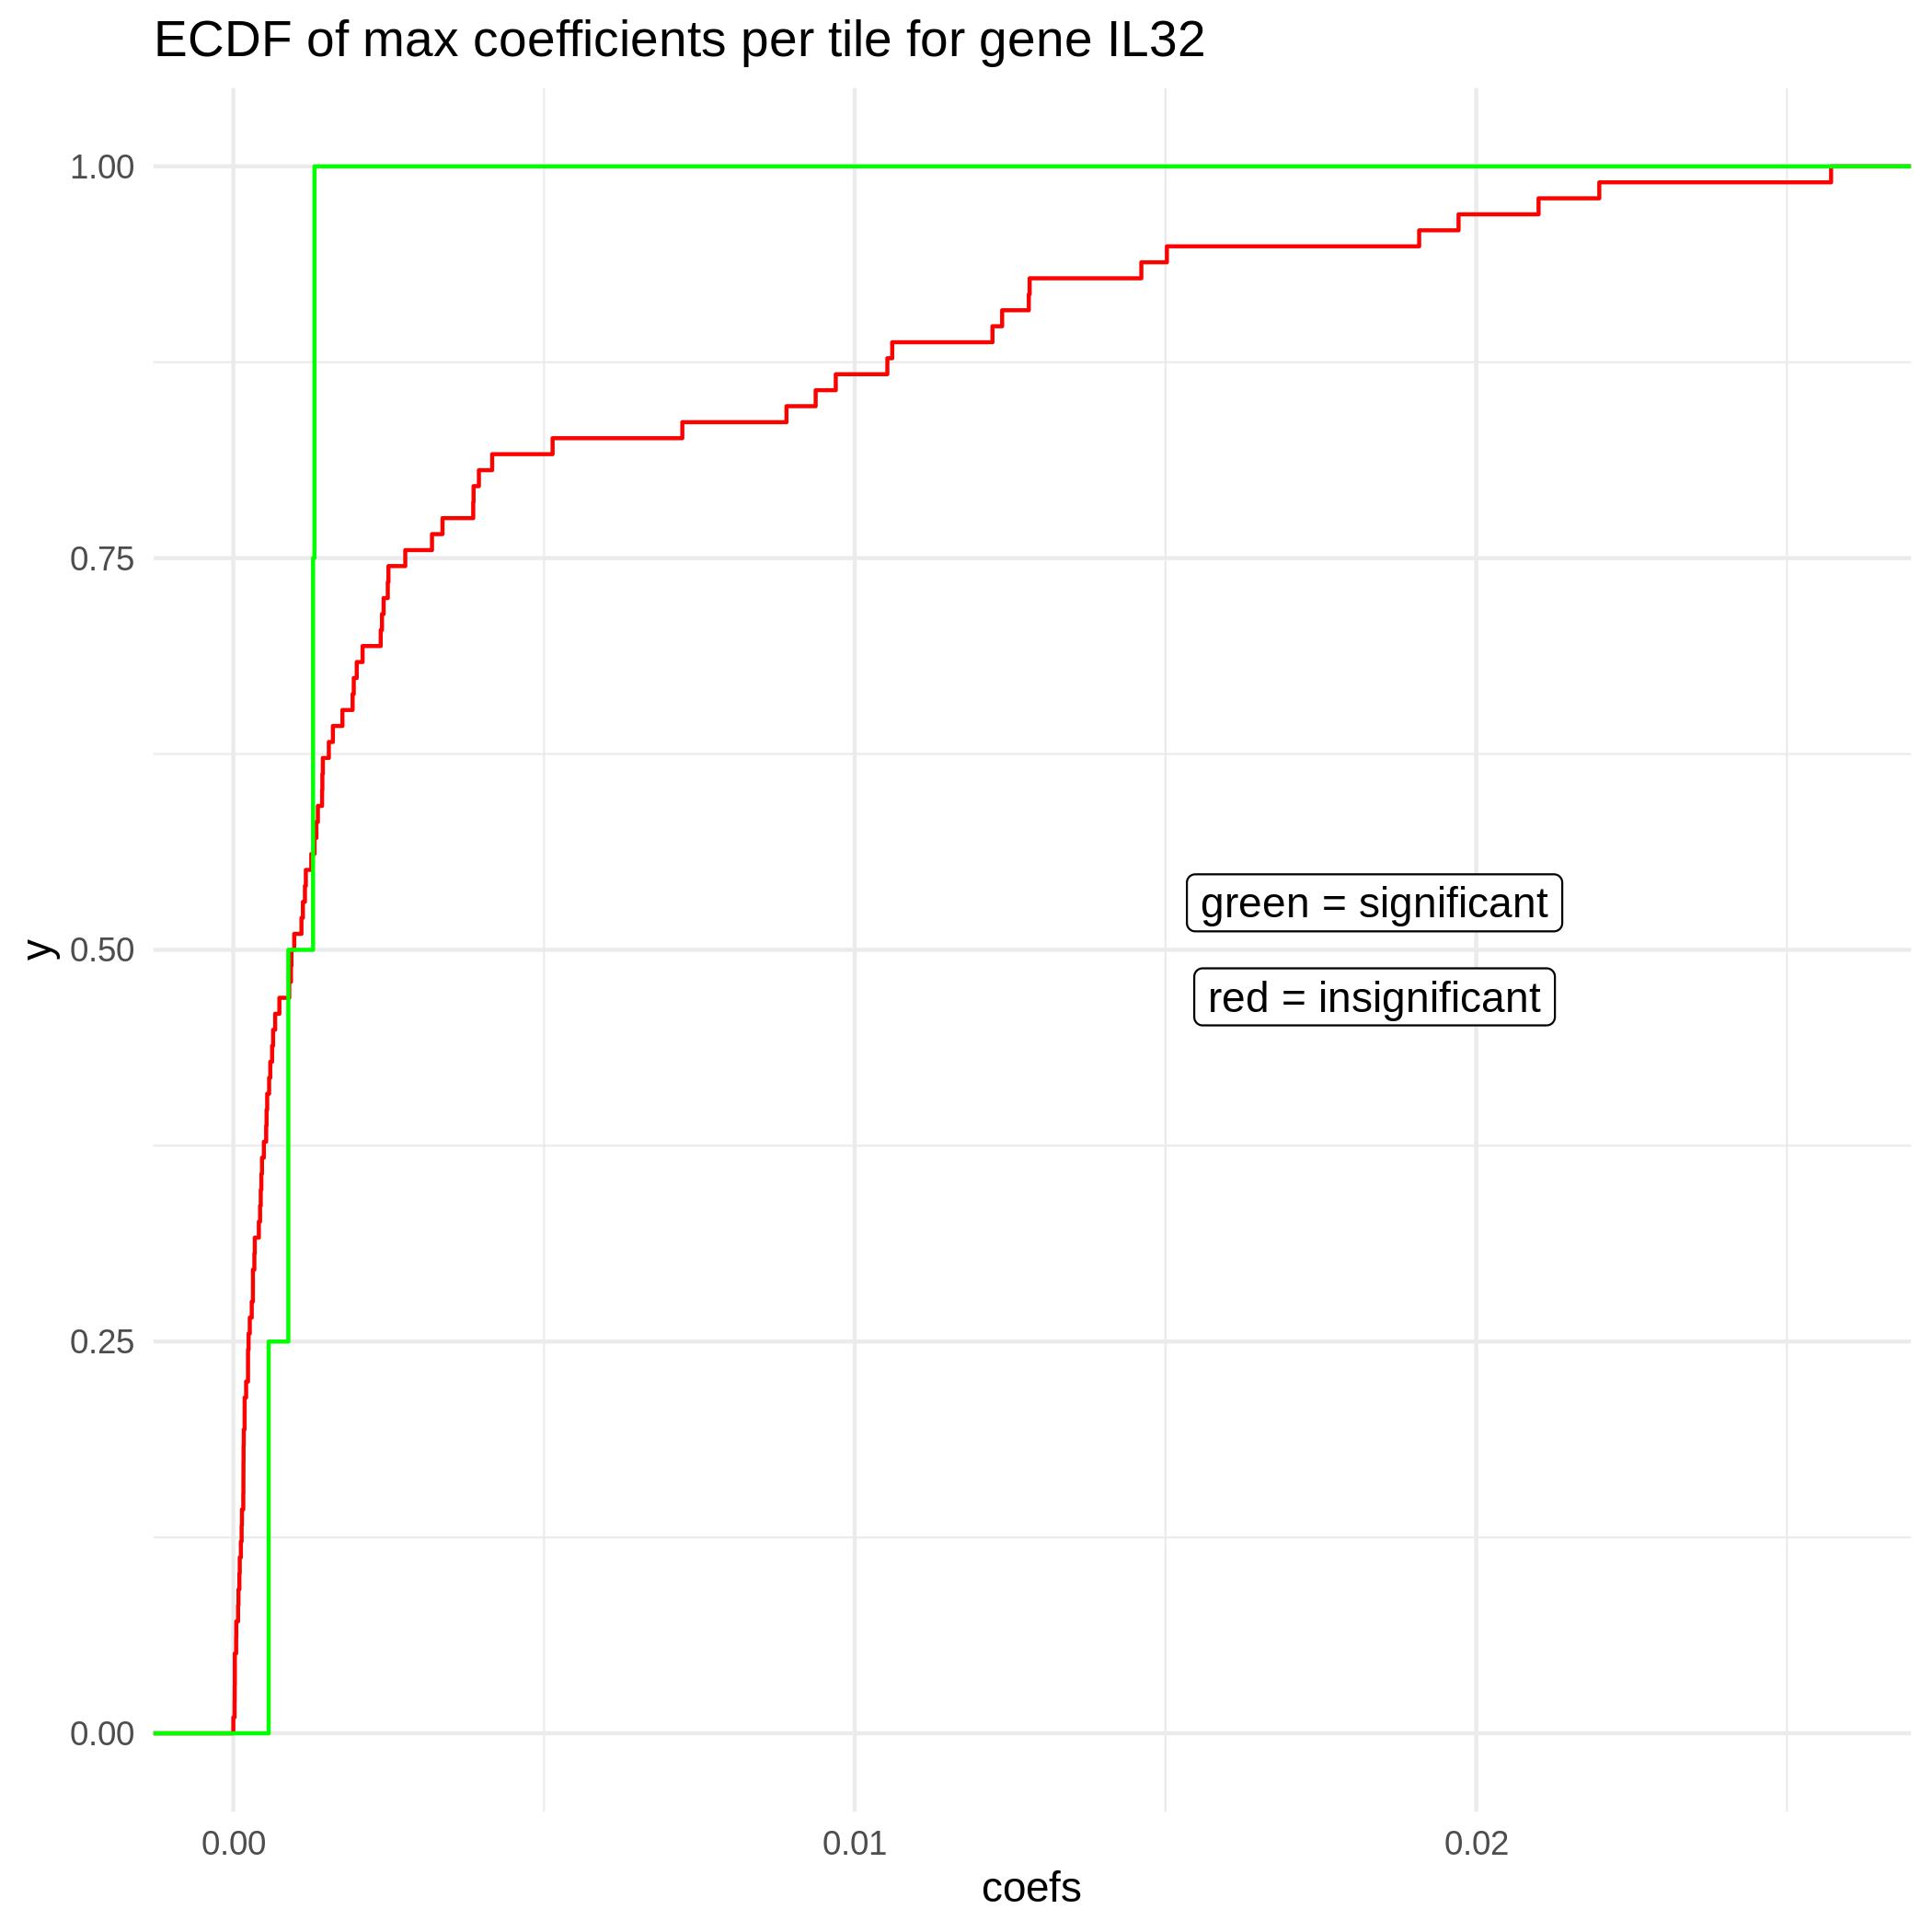 ECDF of max coefficients per tile for gene IL32
1.00
0.75
0.50
0.25
0.00
y
green = significant
red = insignificant
0.00
0.01
0.02
coefs